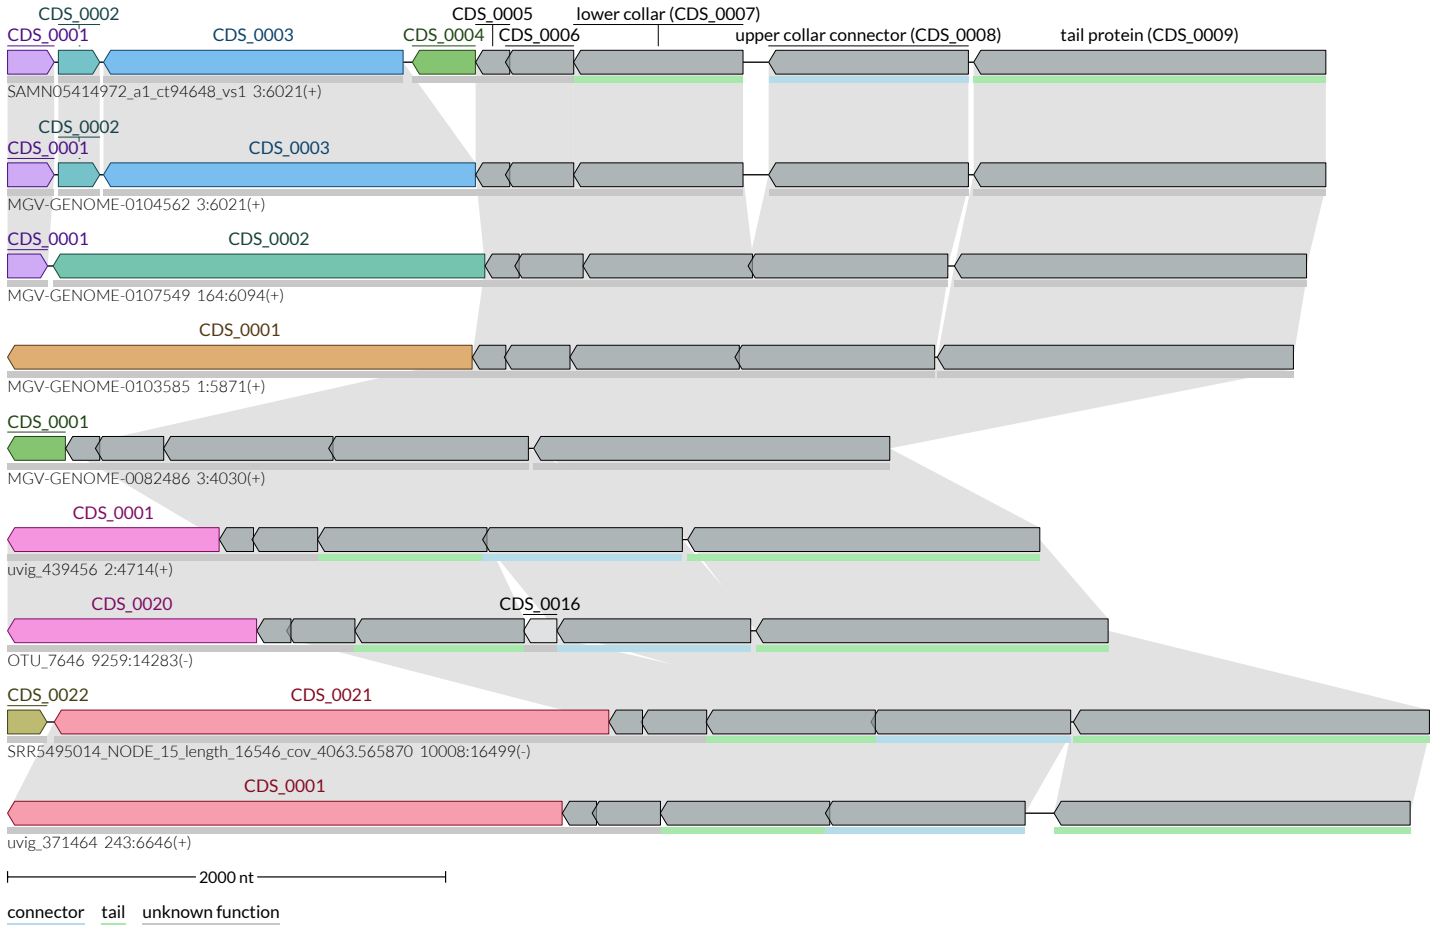 CDS_0002 CDS_0005 lower collar (CDS_0007)
CDS_0001 CDS_0003 CDS_0004 CDS_0006 upper collar connector (CDS_0008) tail protein (CDS_0009)
SAMN05414972_a1_ct94648_vs1 3:6021(+)
CDS_0002
CDS_0001 CDS_0003
MGV-GENOME-0104562 3:6021(+)
CDS_0001 CDS_0002
MGV-GENOME-0107549 164:6094(+)
CDS_0001
MGV-GENOME-0103585 1:5871(+)
CDS_0001
MGV-GENOME-0082486 3:4030(+)
CDS_0001
uvig_439456 2:4714(+)
CDS_0020 CDS_0016
OTU_7646 9259:14283(-)
CDS_0022 CDS_0021
SRR5495014_NODE_15_length_16546_cov_4063.565870 10008:16499(-)
CDS_0001
uvig_371464 243:6646(+)
2000 nt
connector tail unknown function